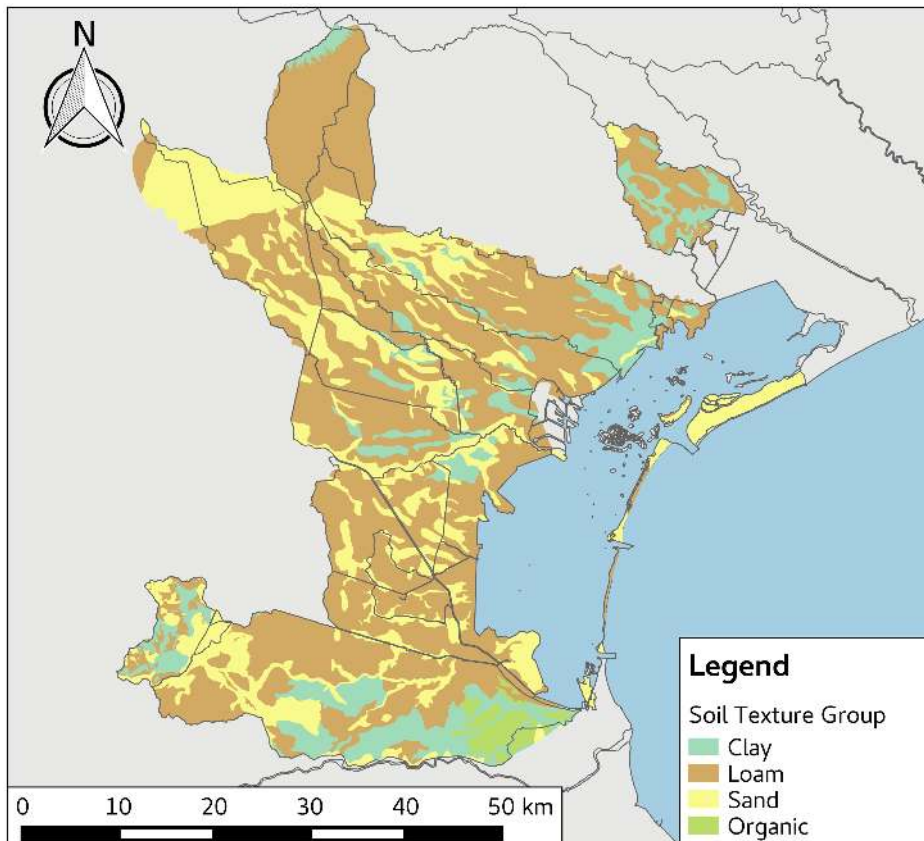 N
Legend
Soil Texture Group
Clay
Loam
Sand
Organic
0 10 20 30 40 50 km